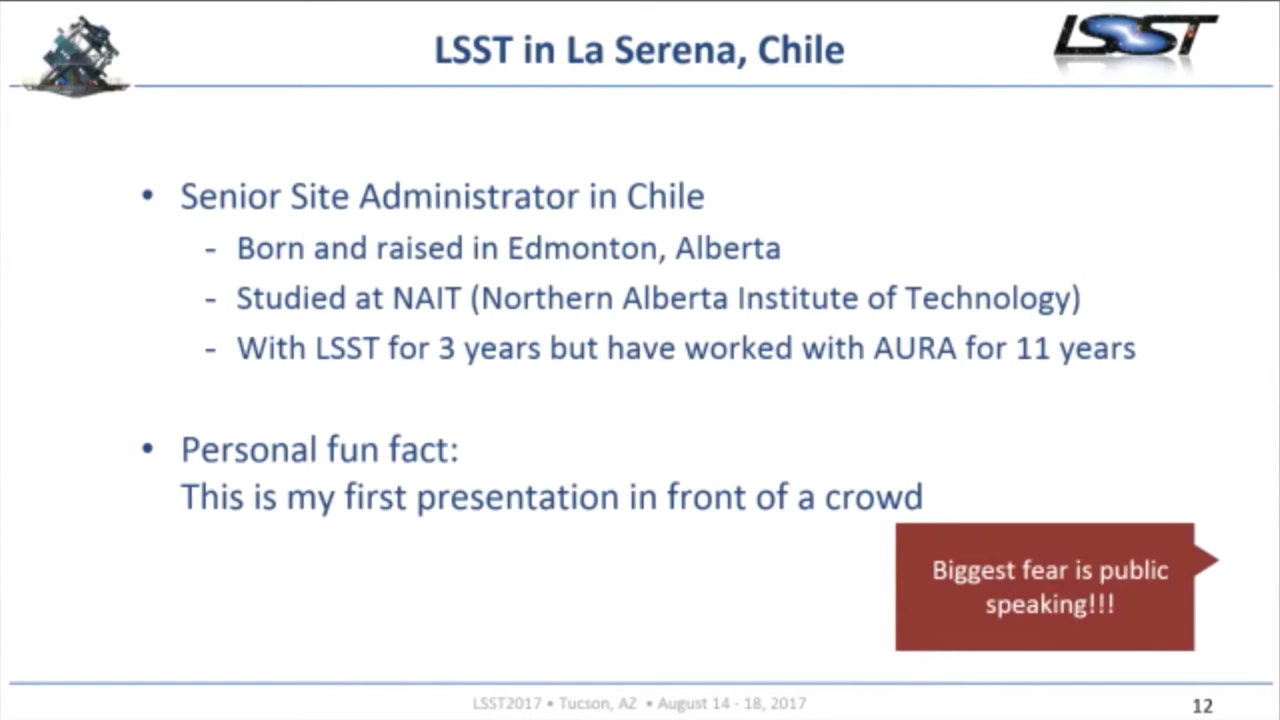 LSST in La Serena, Chile
LSST
• Senior Site Administrator in Chile
- Born and raised in Edmonton, Alberta
- Studied at NAIT (Northern Alberta Institute of Technology)
- With LSST for 3 years but have worked with AURA for 11 years
• Personal fun fact:
This is my first presentation in front of a crowd
Biggest fear is public
speaking!!!
LSST2017 • Tucson, AZ • August 14 - 18, 2017
12